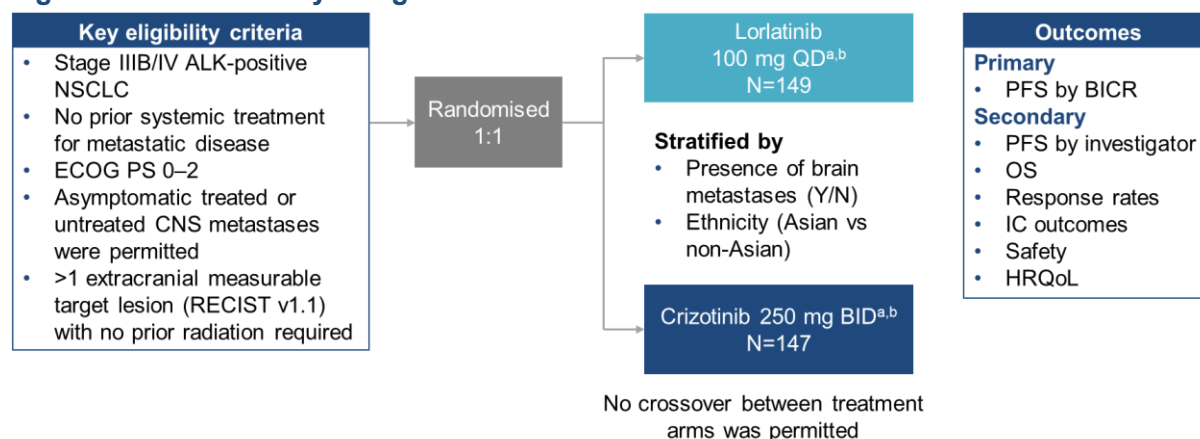 Key eligibility criteria
• Stage IIIB/IV ALK-positive
NSCLC
• No prior systemic treatment
for metastatic disease
• ECOG PS 0–2
• Asymptomatic treated or
untreated CNS metastases
were permitted
• >1 extracranial measurable
target lesion (RECIST v1.1)
with no prior radiation required
Randomised
1:1
Lorlatinib
100 mg QDa,b
N=149
Stratified by
• Presence of brain
metastases (Y/N)
• Ethnicity (Asian vs
non-Asian)
Crizotinib 250 mg BIDa,b
N=147
No crossover between treatment
arms was permitted
Outcomes
Primary
• PFS by BICR
Secondary
• PFS by investigator
• OS
• Response rates
• IC outcomes
• Safety
• HRQoL